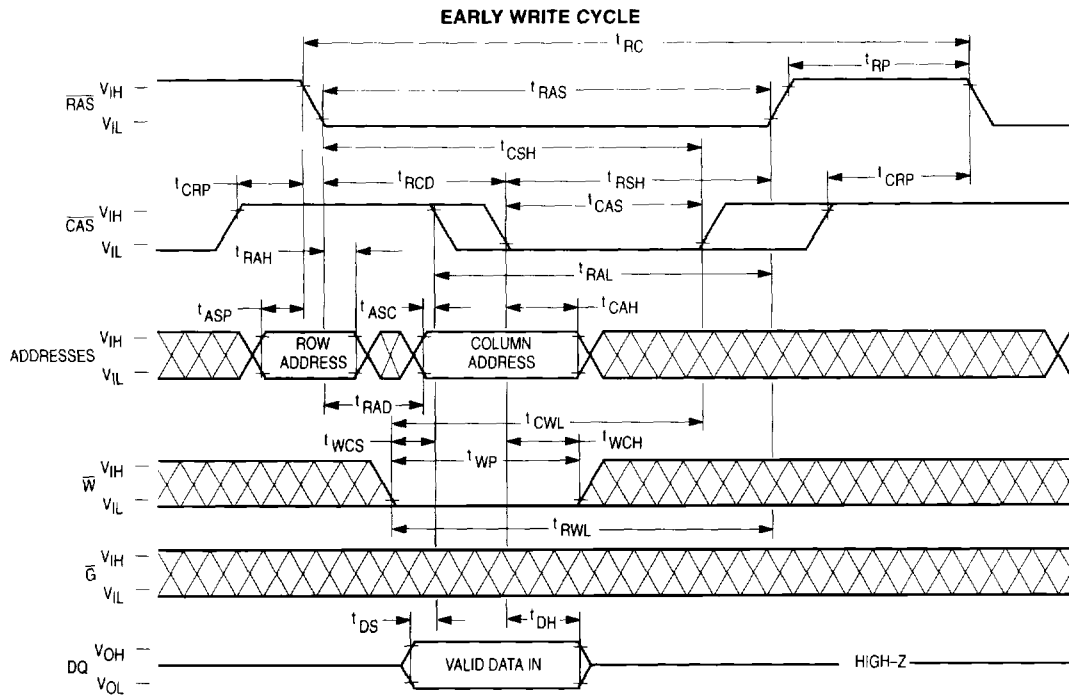 EARLY WRITE CYCLE
tRC
tRP
RAS
VIH
VIL
tRAS
tCSH
tCRP
tRCD
tRSH
tCRP
CAS
VIH
VIL
tCAS
tRAH
tRAL
tASP
tASC
tCAH
ADDRESSES
VIH
VIL
ROW
ADDRESS
COLUMN
ADDRESS
tRAD
tCWL
tWCS
tWCH
tWP
W
VIH
VIL
tRWL
G
VIH
VIL
tDS
tDH
DQ
VOH
VOL
VALID DATA IN
HIGH–Z